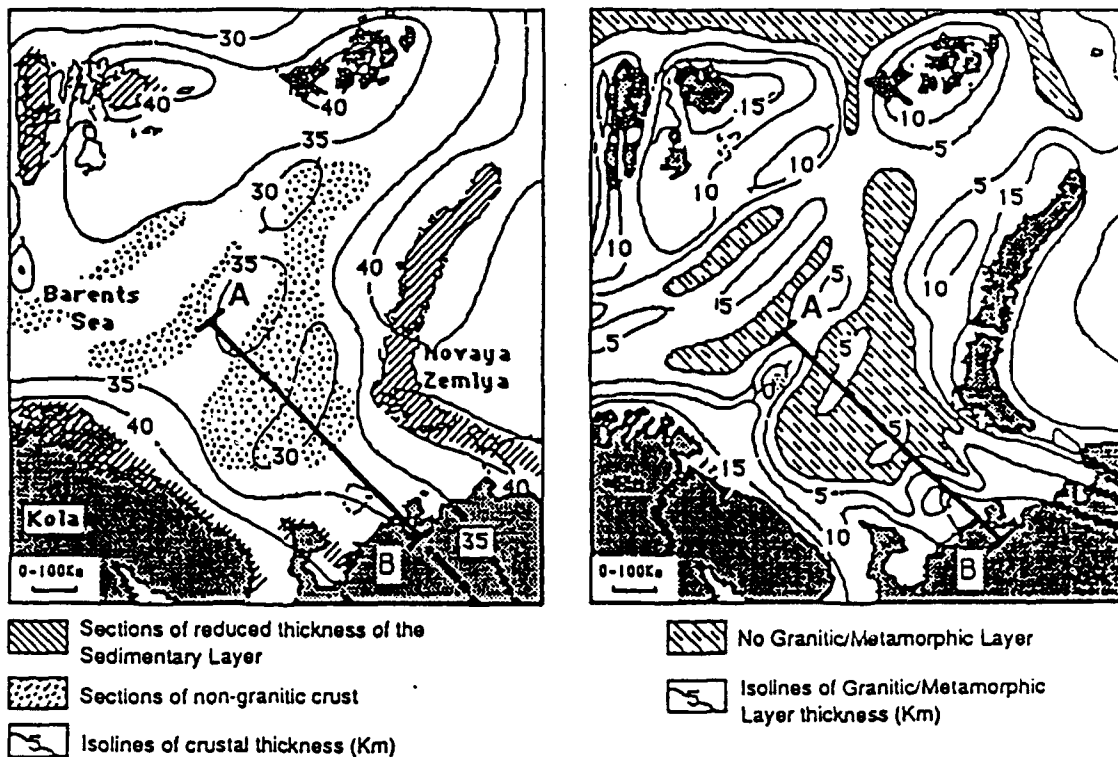 30
40
40
35
35
30
40
35
A
Barents
Sea
Novaya
Zemlya
35
40
30
40
Kola
B
35
0-100Km
Sections of reduced thickness of the
Sedimentary Layer
Sections of non-granitic crust
5
Isolines of crustal thickness (Km)
15
10
5
10
10
5
15
10
10
15
5
A
5
5
5
15
5
10
B
0-100Km
No Granitic/Metamorphic Layer
5
Isolines of Granitic/Metamorphic
Layer thickness (Km)